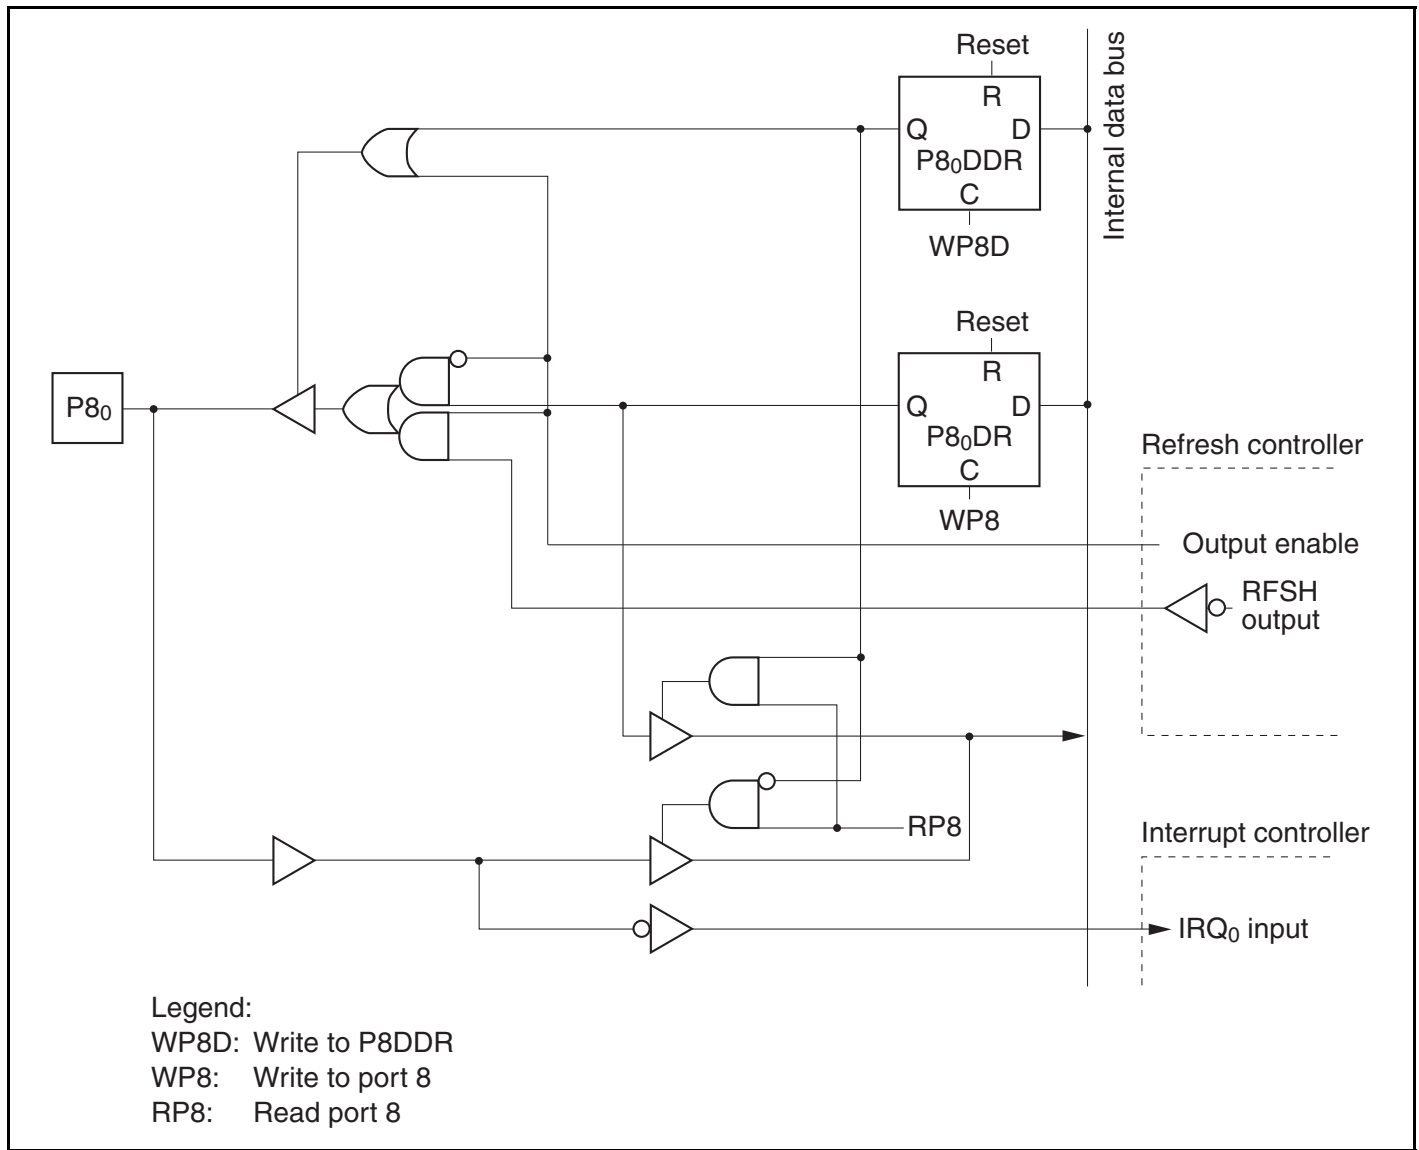 Reset
R
Q D
P8₀DDR
C
WP8D
Internal data bus
Reset
R
Q D
P8₀DR
C
WP8
P8₀
Refresh controller
Output enable
RFSH
output
RP8
Interrupt controller
IRQ₀ input
Legend:
WP8D: Write to P8DDR
WP8: Write to port 8
RP8: Read port 8